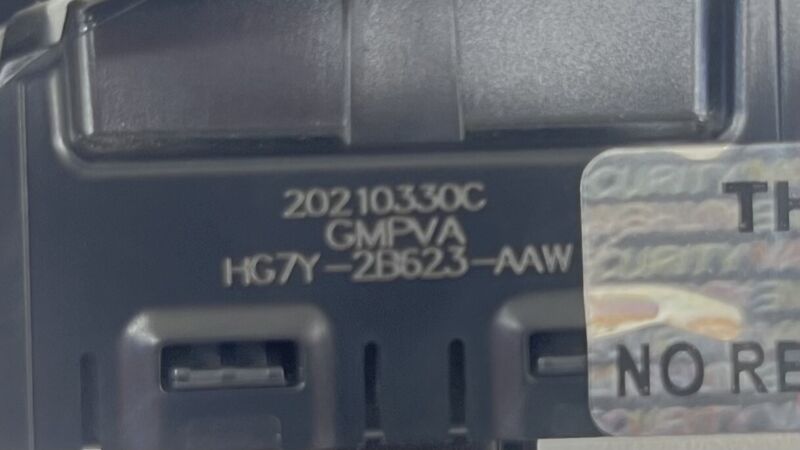 20210330C
GMPVA
HG7Y-2B623-AAW
TH
NO RE